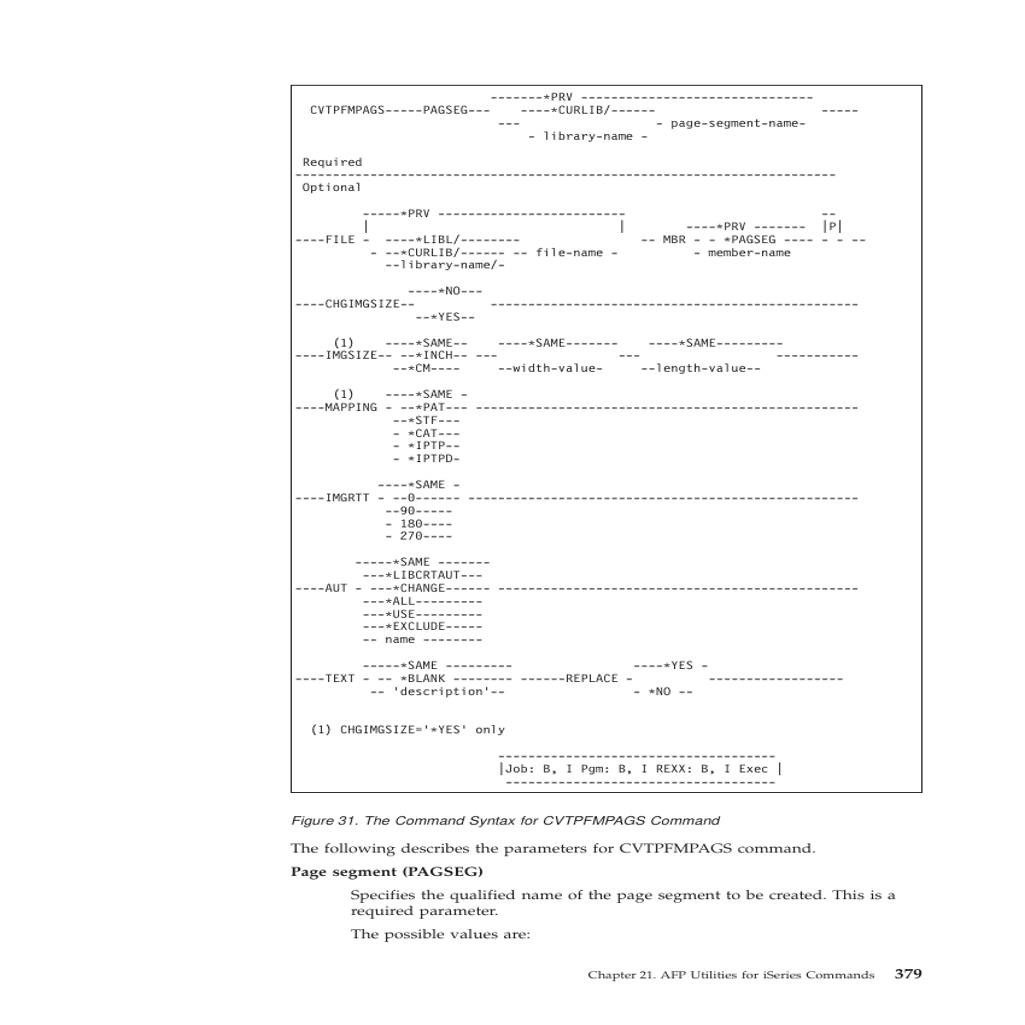 -------*PRV -------------------------------
CVTPFMPAGS-----PAGSEG---    ----*CURLIB/------                      -----
---                  - page-segment-name-
- library-name -
Required
------------------------------------------------------------------------
Optional
-----*PRV -------------------------                          --
|                                 |        ----*PRV -------  |P|
----FILE -  ----*LIBL/--------                -- MBR - - *PAGSEG ---- - - --
- --*CURLIB/------ -- file-name -          - member-name
--library-name/-
----*NO---
----CHGIMGSIZE--          -------------------------------------------------
--*YES--
(1)    ----*SAME--    ----*SAME-------    ----*SAME---------
----IMGSIZE-- --*INCH-- ---                ---                  -----------
--*CM----     --width-value-     --length-value--
(1)    ----*SAME -
----MAPPING - --*PAT--- ---------------------------------------------------
--*STF---
- *CAT---
- *IPTP--
- *IPTPD-
----*SAME -
----IMGRTT - --0------ ----------------------------------------------------
--90-----
- 180----
- 270----
-----*SAME -------
---*LIBCRTAUT---
----AUT - ---*CHANGE------ ------------------------------------------------
---*ALL---------
---*USE---------
---*EXCLUDE-----
-- name --------
-----*SAME ---------                ----*YES -
----TEXT - -- *BLANK -------- ------REPLACE -          ------------------
-- 'description'--                 - *NO --
(1) CHGIMGSIZE='*YES' only
-------------------------------------
|Job: B, I Pgm: B, I REXX: B, I Exec |
------------------------------------
Figure 31. The Command Syntax for CVTPFMPAGS Command
The following describes the parameters for CVTPFMPAGS command.
Page segment (PAGSEG)
Specifies the qualified name of the page segment to be created. This is a
required parameter.
The possible values are:
Chapter 21. AFP Utilities for iSeries Commands 379